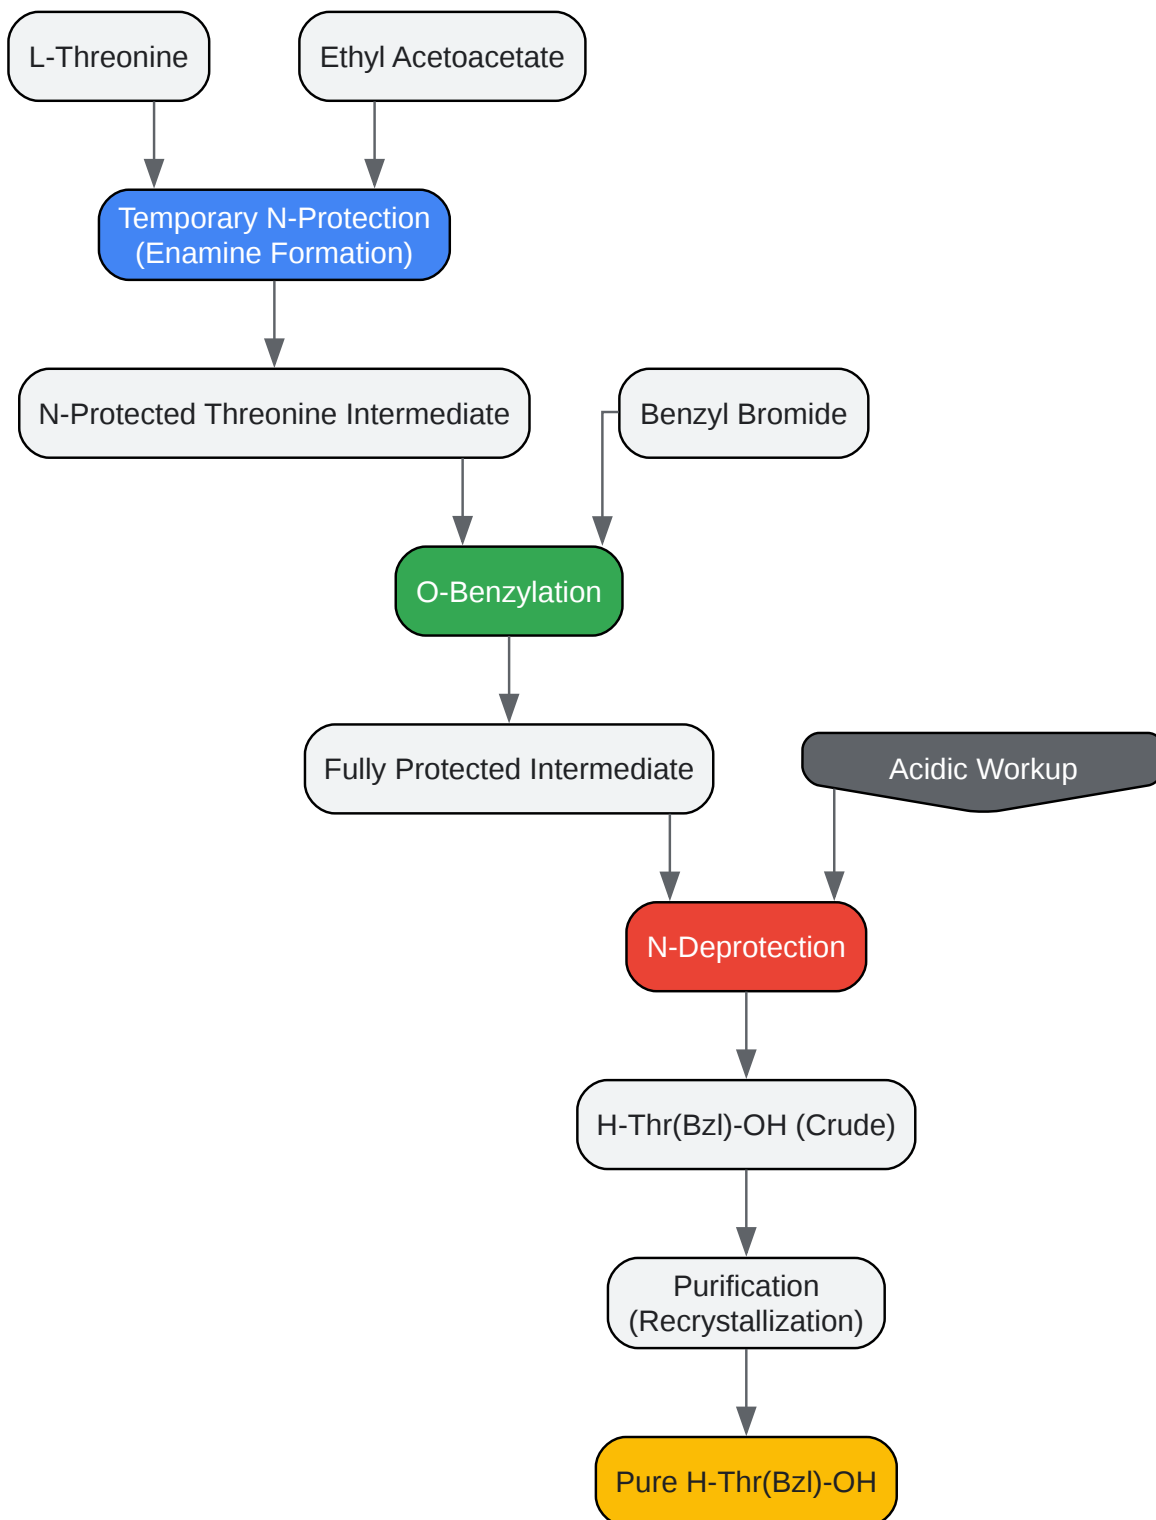 L-Threonine
Ethyl Acetoacetate
Temporary N-Protection
(Enamine Formation)
N-Protected Threonine Intermediate
Benzyl Bromide
O-Benzylation
Fully Protected Intermediate
Acidic Workup
N-Deprotection
H-Thr(Bzl)-OH (Crude)
Purification
(Recrystallization)
Pure H-Thr(Bzl)-OH